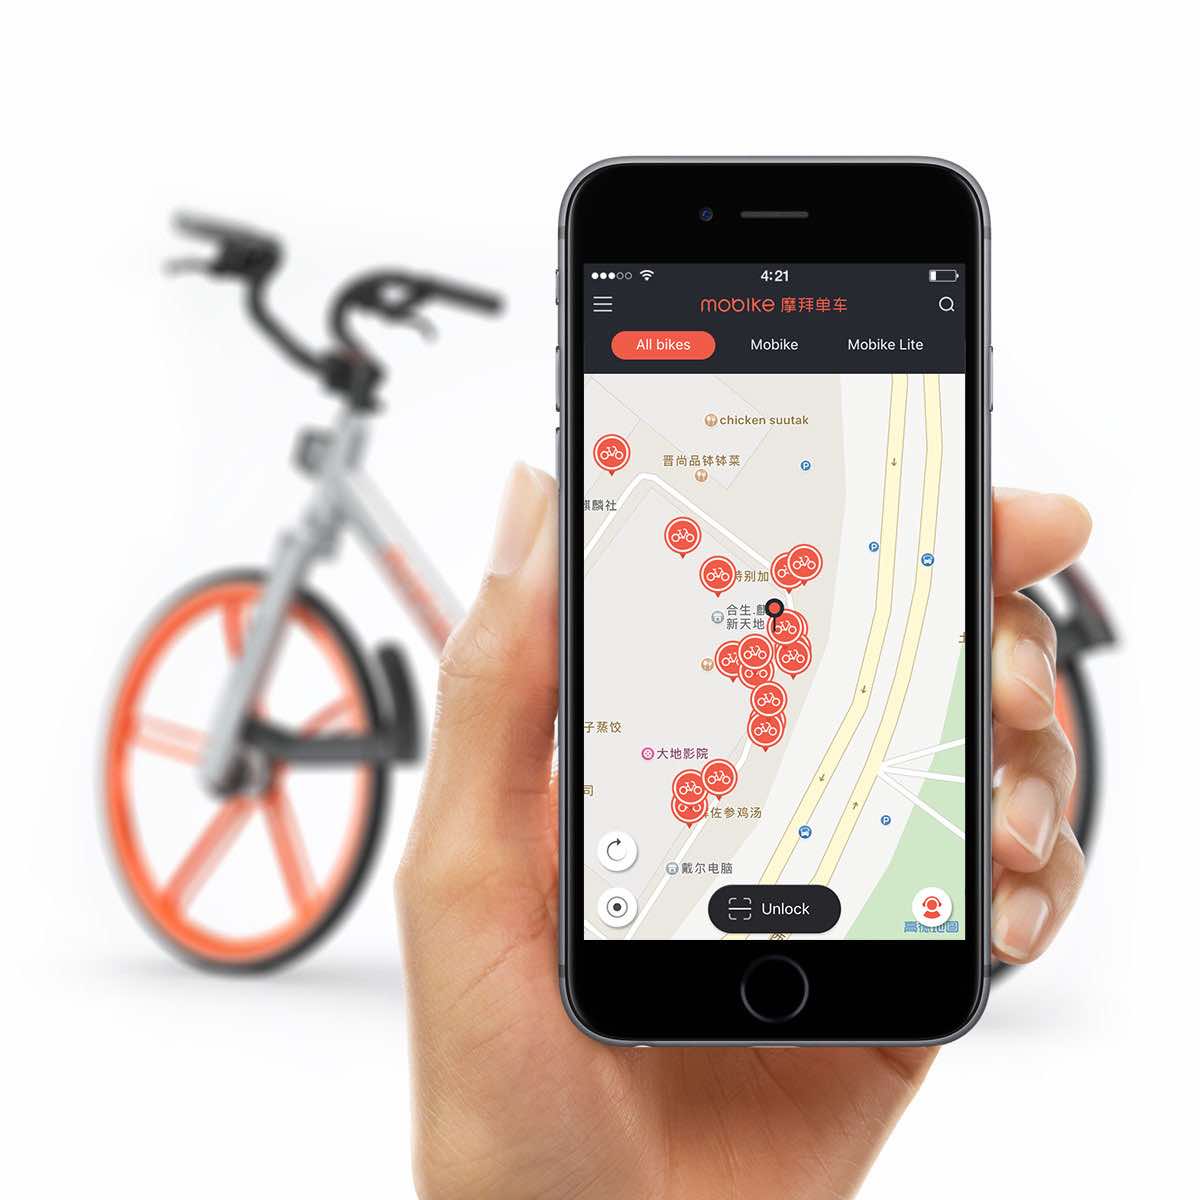 4:21
mobike 摩拜单车
All bikes
Mobike
Mobike Lite
chicken suutak
晋尚品钵钵菜
P
麒麟社
P
特别加
合生.麒
新天地
子蒸饺
大地影院
司
佐参鸡汤
P
戴尔电脑
Unlock
高德地图